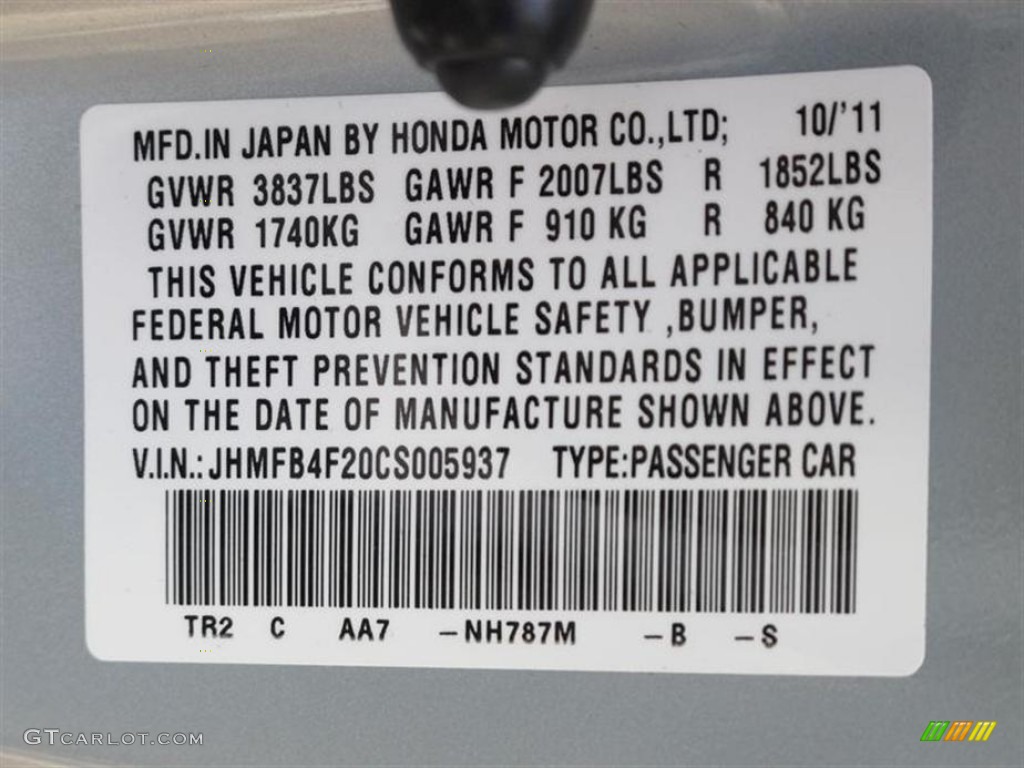 MFD.IN JAPAN BY HONDA MOTOR CO.,LTD; 10/'11
GVWR 3837LBS GAWR F 2007LBS R 1852LBS
GVWR 1740KG GAWR F 910 KG R 840 KG
THIS VEHICLE CONFORMS TO ALL APPLICABLE
FEDERAL MOTOR VEHICLE SAFETY ,BUMPER,
AND THEFT PREVENTION STANDARDS IN EFFECT
ON THE DATE OF MANUFACTURE SHOWN ABOVE.
V.I.N.:JHMFB4F20CS005937 TYPE:PASSENGER CAR
TR2 C AA7 -NH787M -B -S
GTCARLOT.COM